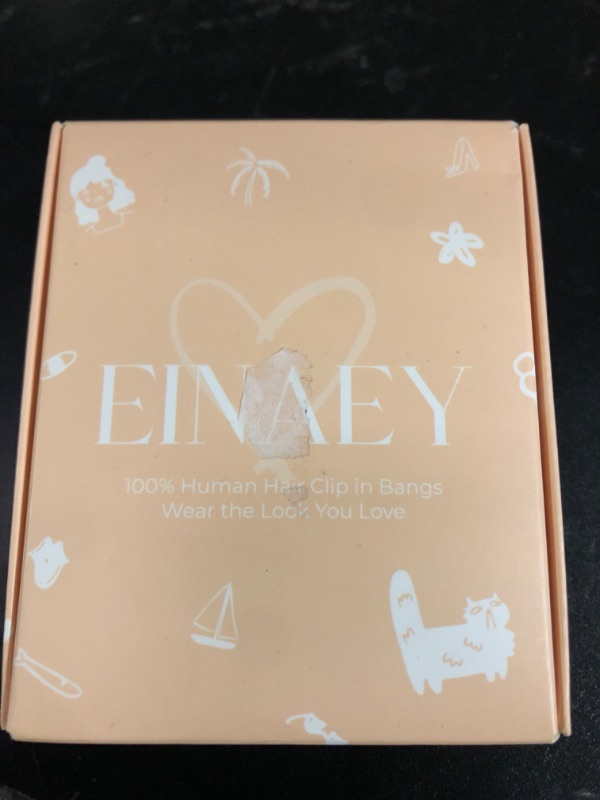 EINAEY
100% Human Hair Clip in Bangs
Wear the Look You Love